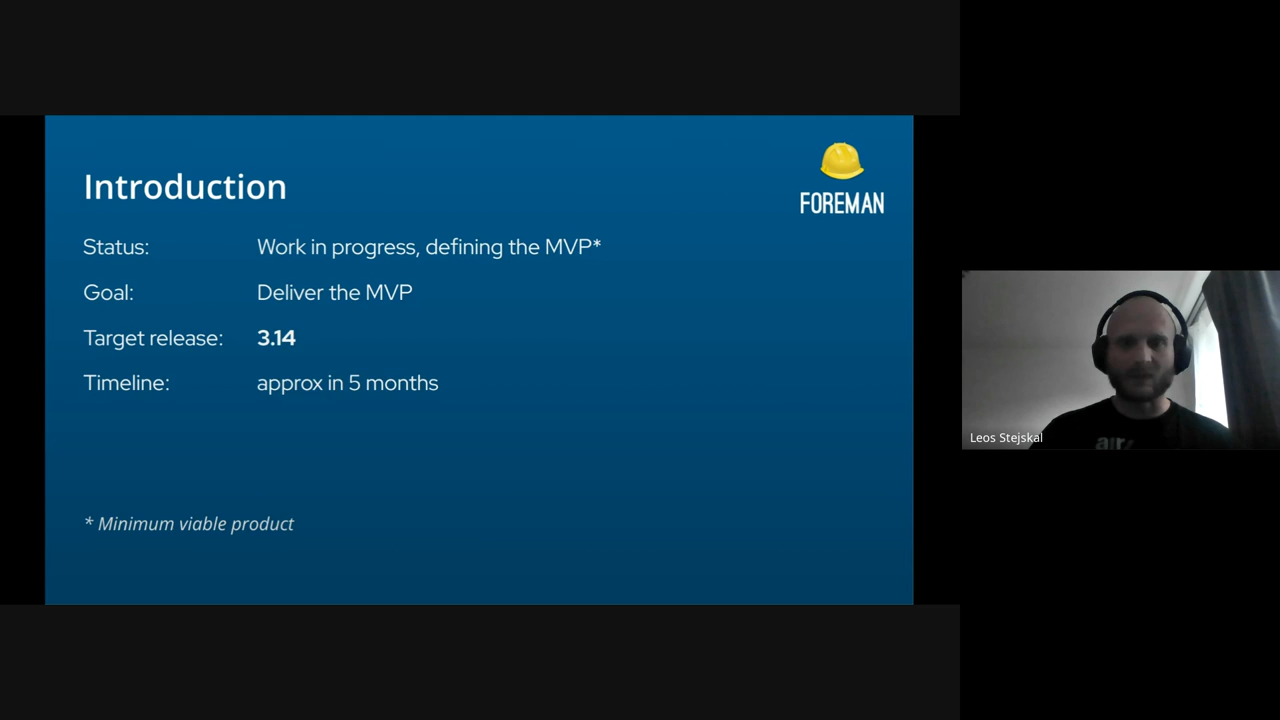 Introduction
FOREMAN
Status: Work in progress, defining the MVP*
Goal: Deliver the MVP
Target release: 3.14
Timeline: approx in 5 months
* Minimum viable product
Leos Stejskal